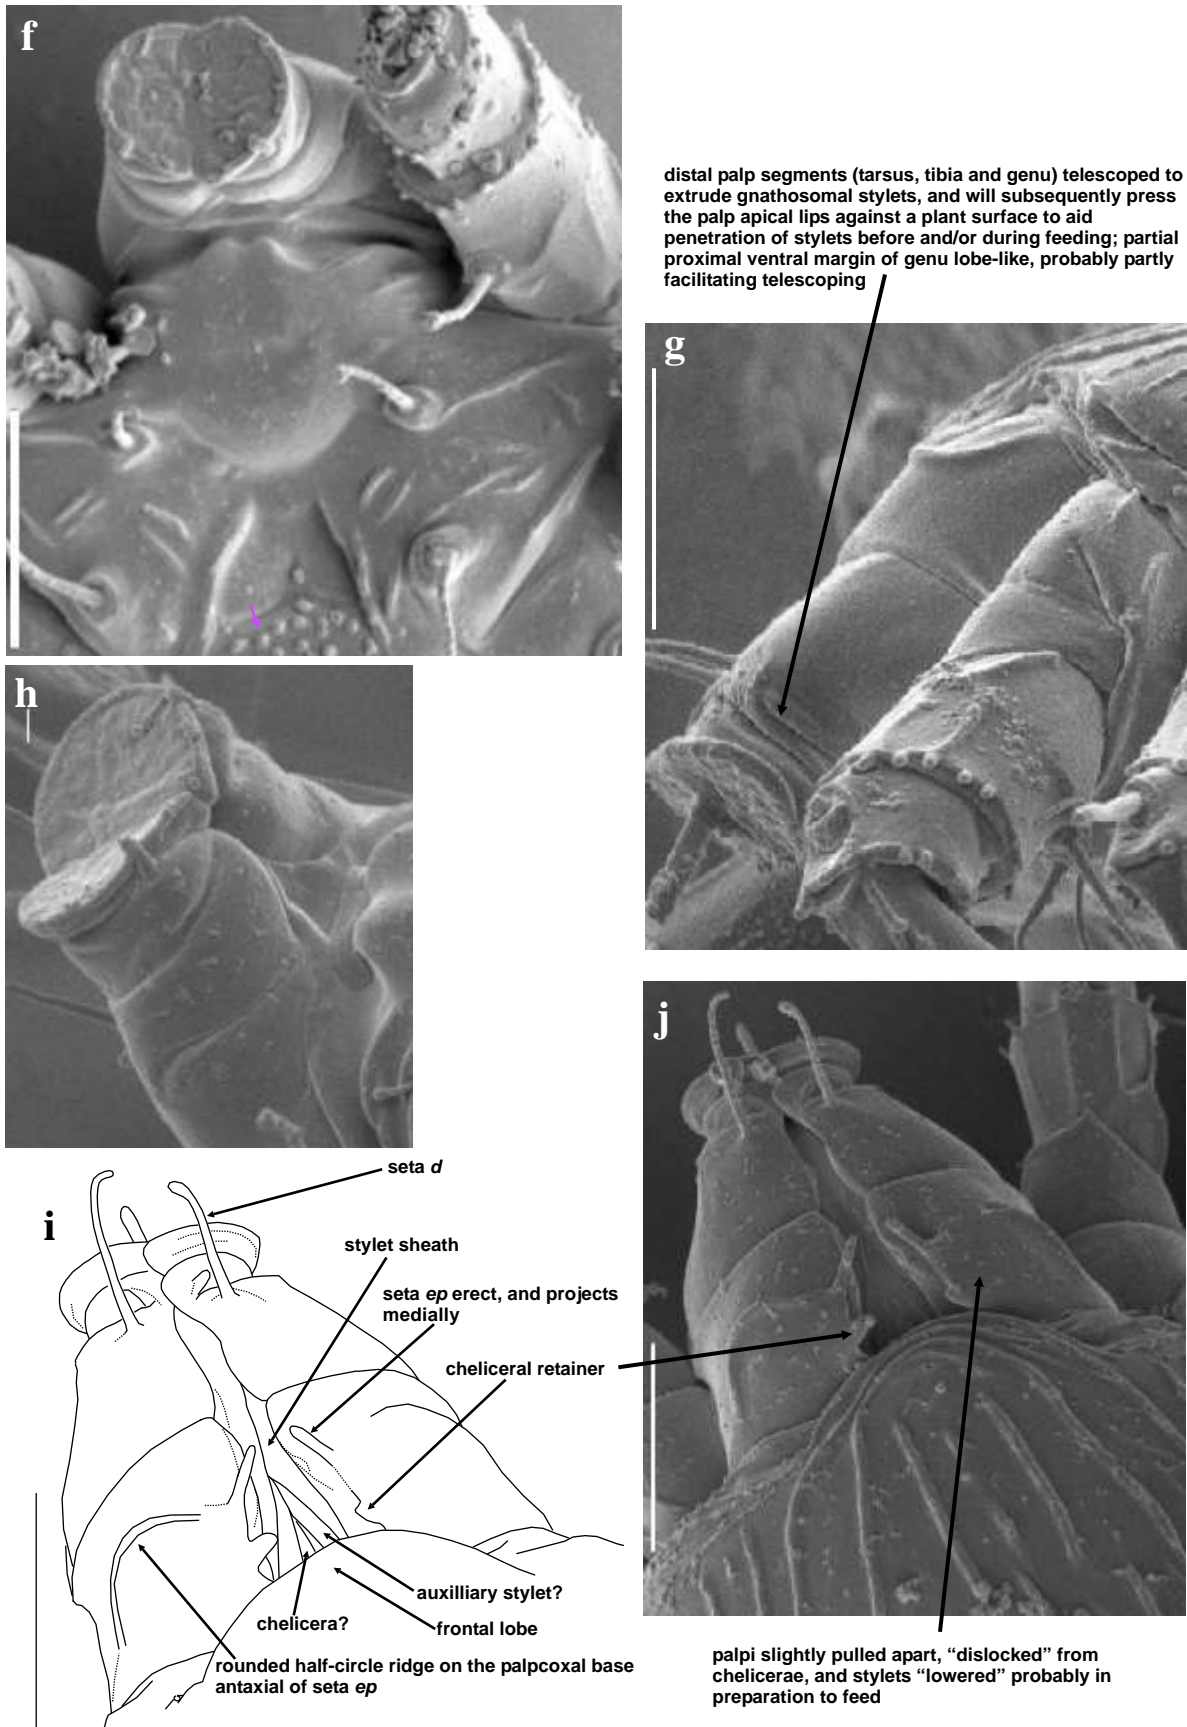 f
distal palp segments (tarsus, tibia and genu) telescoped to
extrude gnathosomal stylets, and will subsequently press
the palp apical lips against a plant surface to aid
penetration of stylets before and/or during feeding; partial
proximal ventral margin of genu lobe-like, probably partly
facilitating telescoping
g
h
j
i
seta d
stylet sheath
seta ep erect, and projects
medially
cheliceral retainer
auxilliary stylet?
chelicera?
frontal lobe
rounded half-circle ridge on the palpcoxal base
antaxial of seta ep
palpi slightly pulled apart, “dislocked” from
chelicerae, and stylets “lowered” probably in
preparation to feed